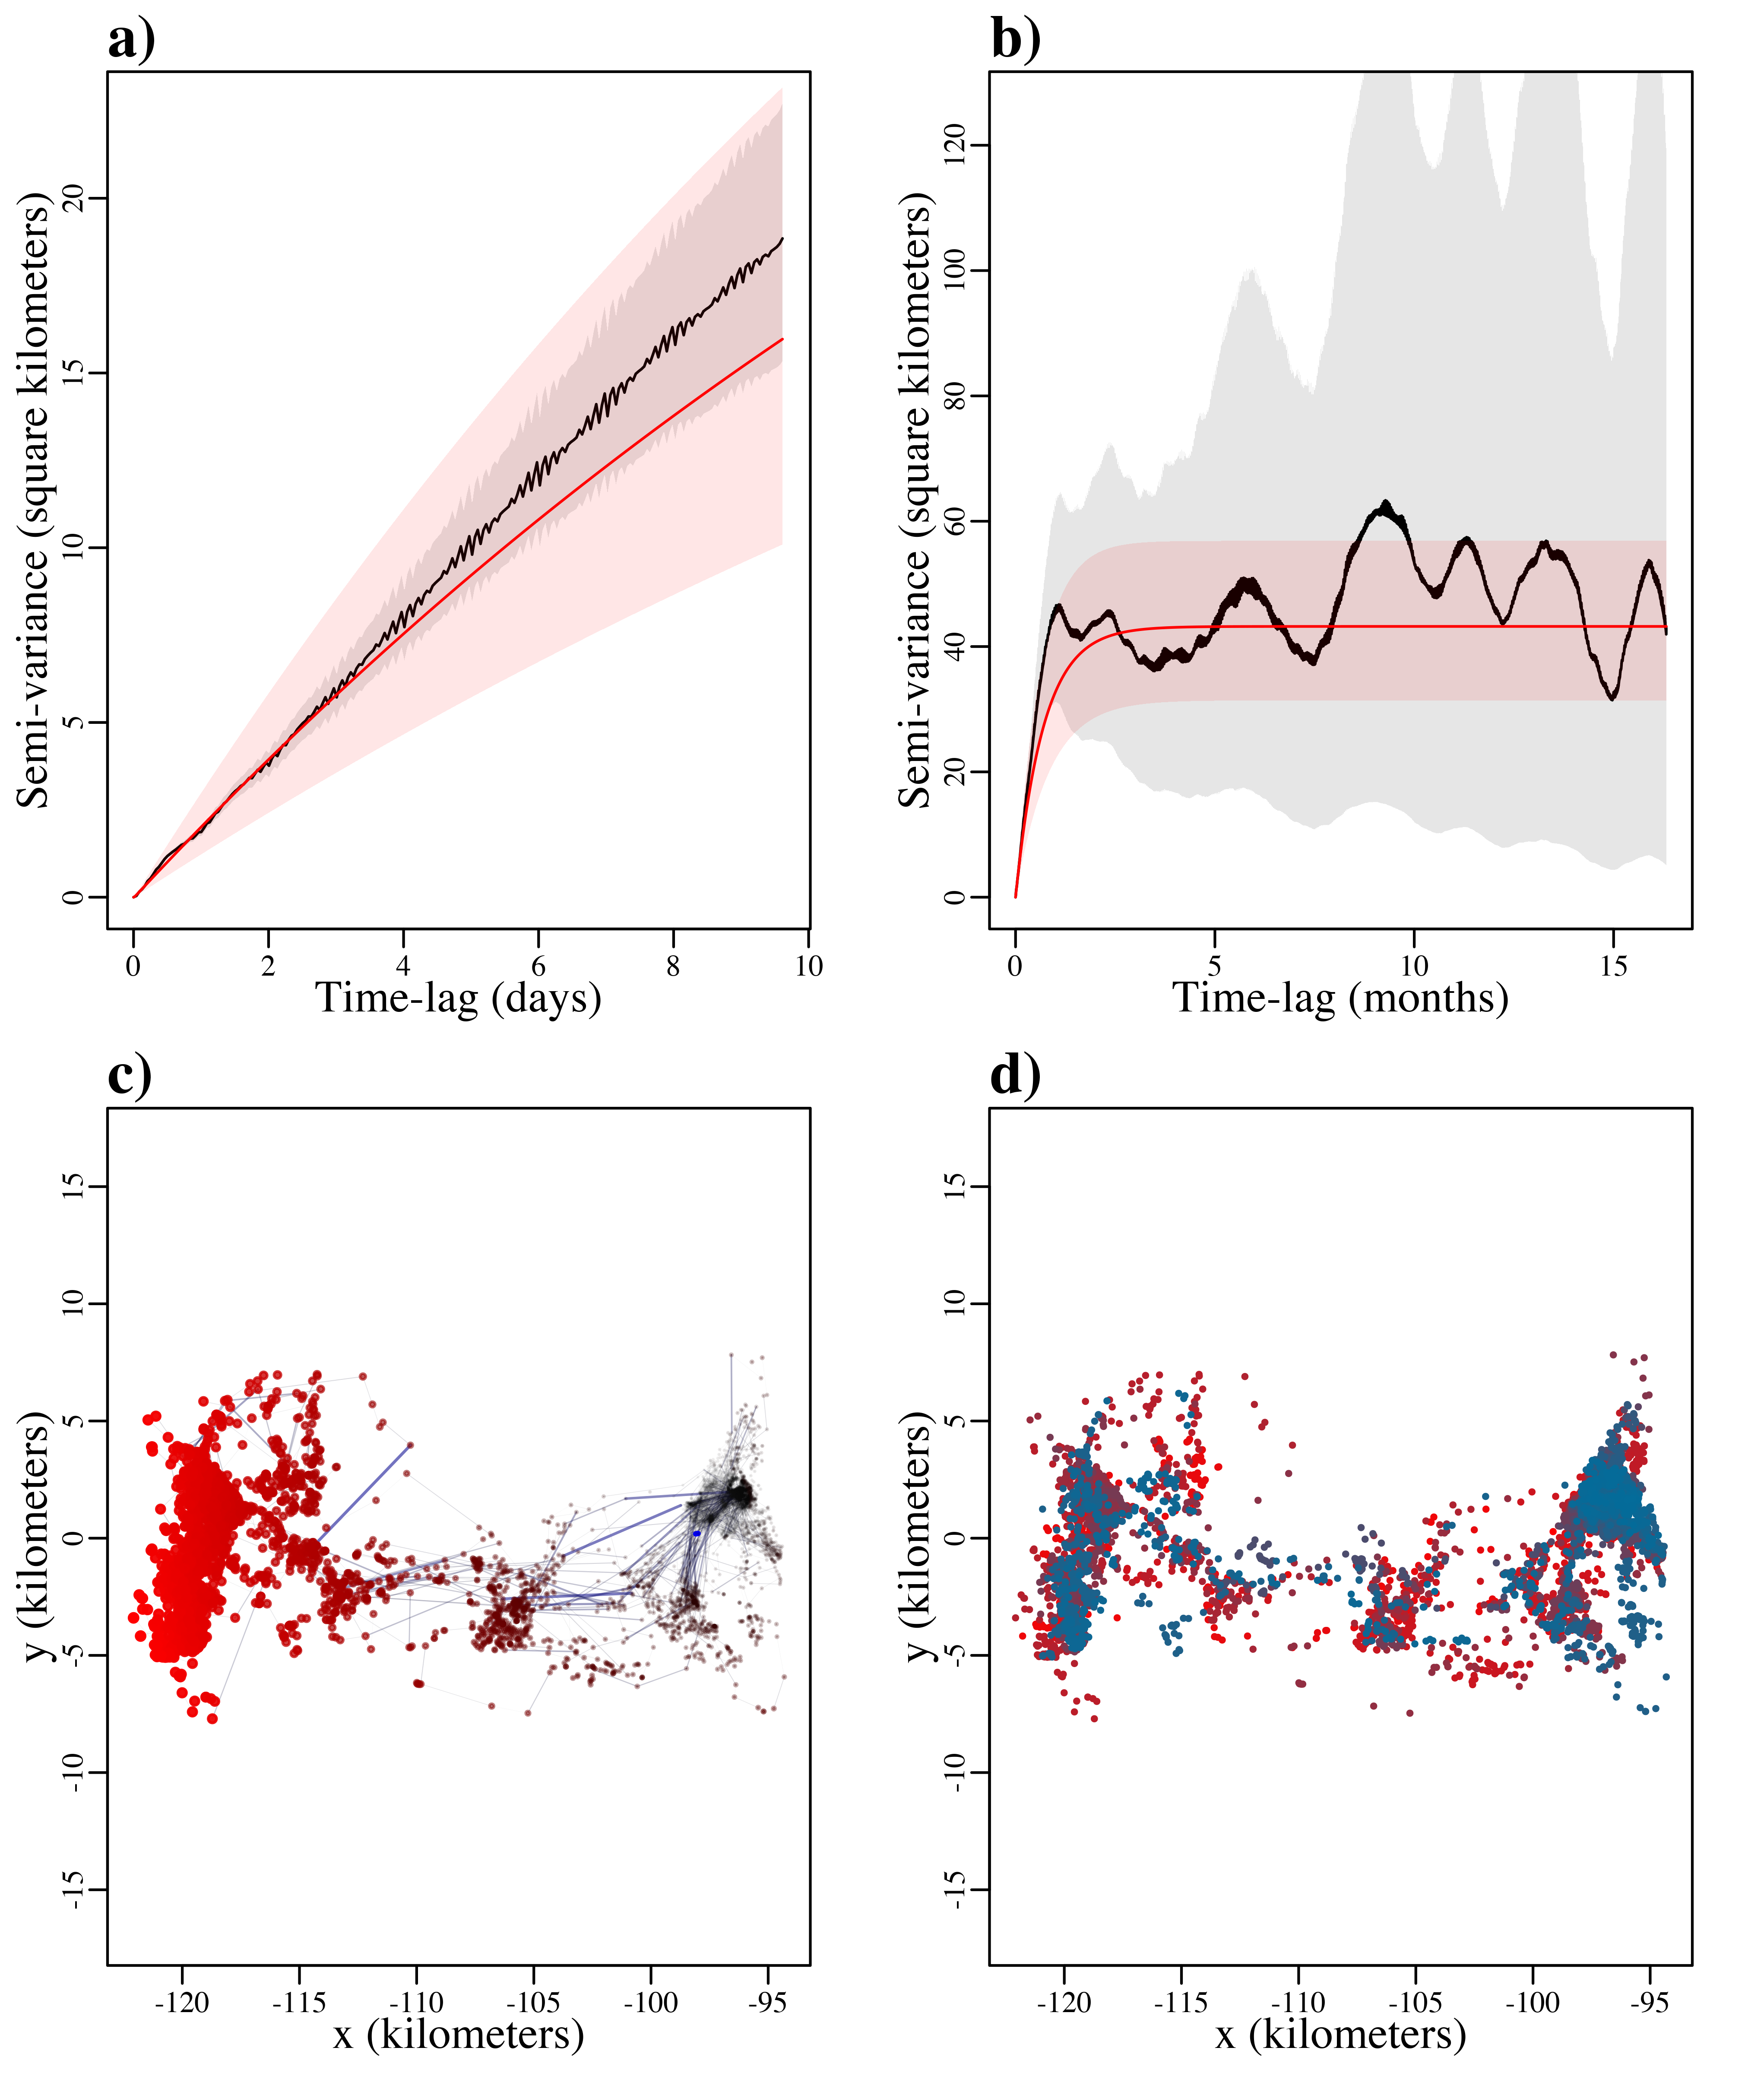 a)
Semi-variance (square kilometers)
0 5 10 15 20
0 2 4 6 8 10
Time-lag (days)
b)
Semi-variance (square kilometers)
0 20 40 60 80 100 120
0 5 10 15
Time-lag (months)
c)
y (kilometers)
-15 -10 -5 0 5 10 15
-120 -115 -110 -105 -100 -95
x (kilometers)
d)
y (kilometers)
-15 -10 -5 0 5 10 15
-120 -115 -110 -105 -100 -95
x (kilometers)